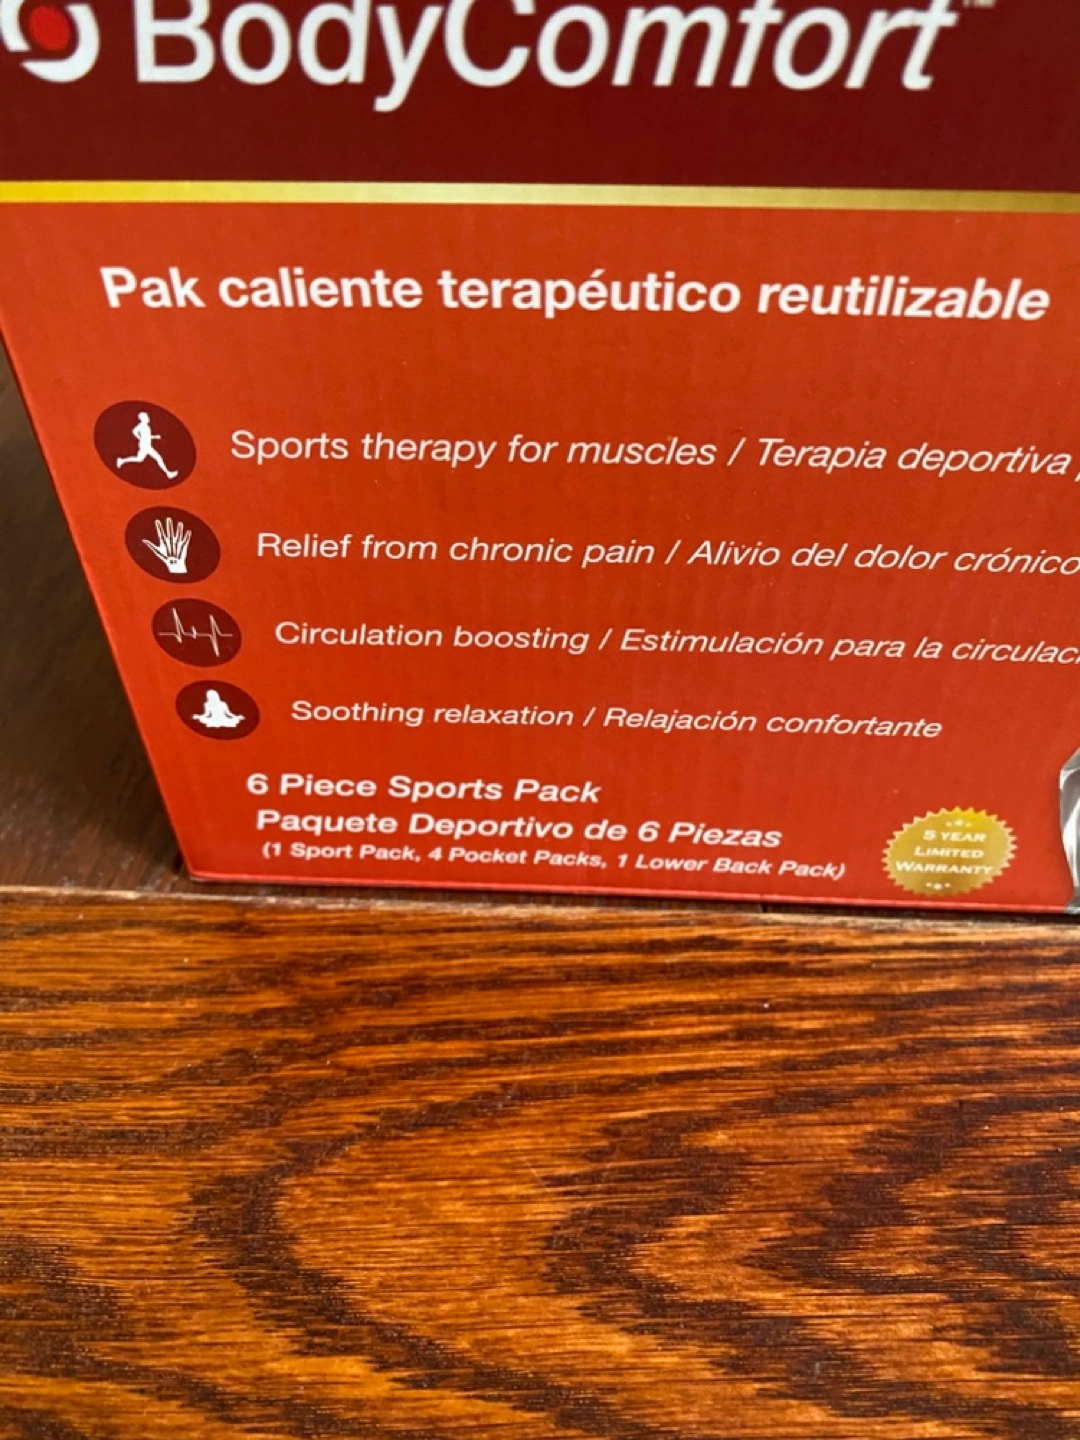 BodyComfort™
Pak caliente terapéutico reutilizable
Sports therapy for muscles / Terapia deportiva
Relief from chronic pain / Alivio del dolor crónico
Circulation boosting / Estimulación para la
Soothing relaxation / Relajación confortante
6 Piece Sports Pack
Paquete Deportivo de 6 Piezas
(1 Sport Pack, 4 Pocket Packs, 1 Lower Back Pack)
5 YEAR
LIMITED
WARRANTY